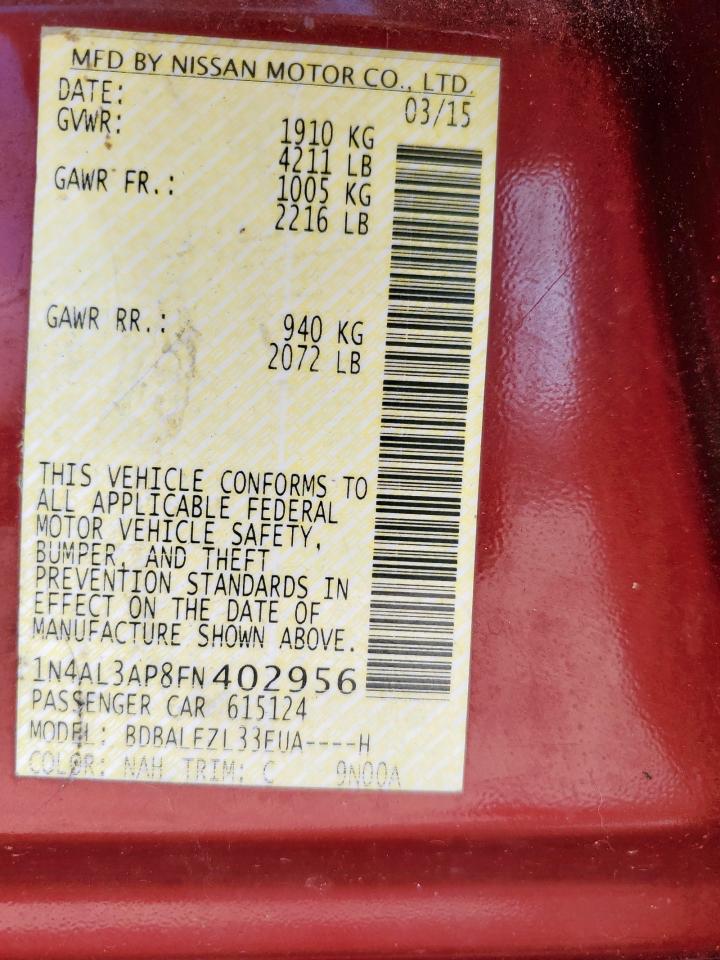 MFD BY NISSAN MOTOR CO., LTD.
DATE: 03/15
GVWR: 1910 KG
4211 LB
GAWR FR.: 1005 KG
2216 LB
GAWR RR.: 940 KG
2072 LB
THIS VEHICLE CONFORMS TO
ALL APPLICABLE FEDERAL
MOTOR VEHICLE SAFETY,
BUMPER, AND THEFT
PREVENTION STANDARDS IN
EFFECT ON THE DATE OF
MANUFACTURE SHOWN ABOVE.
1N4AL3AP8FN402956
PASSENGER CAR 615124
MODEL: BDBALEZL33EUA----H
COLOR: NAH TRIM: C 9N00A